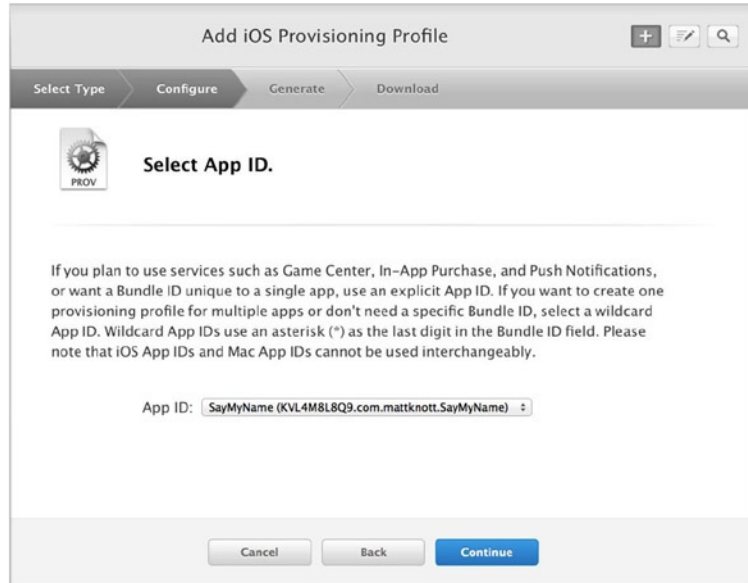 Add iOS Provisioning Profile
Select Type
Configure
Generate
Download
PROV
Select App ID.
If you plan to use services such as Game Center, In-App Purchase, and Push Notifications,
or want a Bundle ID unique to a single app, use an explicit App ID. If you want to create one
provisioning profile for multiple apps or don't need a specific Bundle ID, select a wildcard
App ID. Wildcard App IDs use an asterisk (*) as the last digit in the Bundle ID field. Please
note that iOS App IDs and Mac App IDs cannot be used interchangeably.
App ID: SayMyName (KVL4M8L8Q9.com.mattknott.SayMyName)
Cancel
Back
Continue